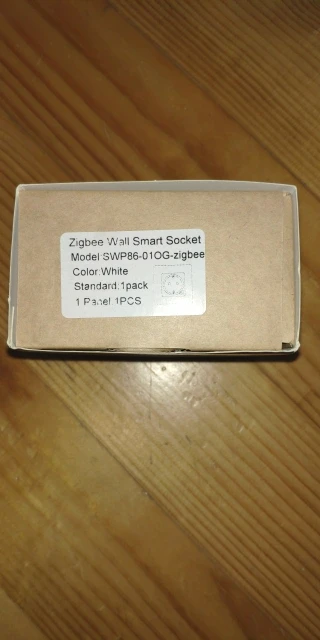 Zigbee Wall Smart Socket
Model:SWP86-01OG-zigbee
Color:White
Standard:1pack
1 Panel 1PCS